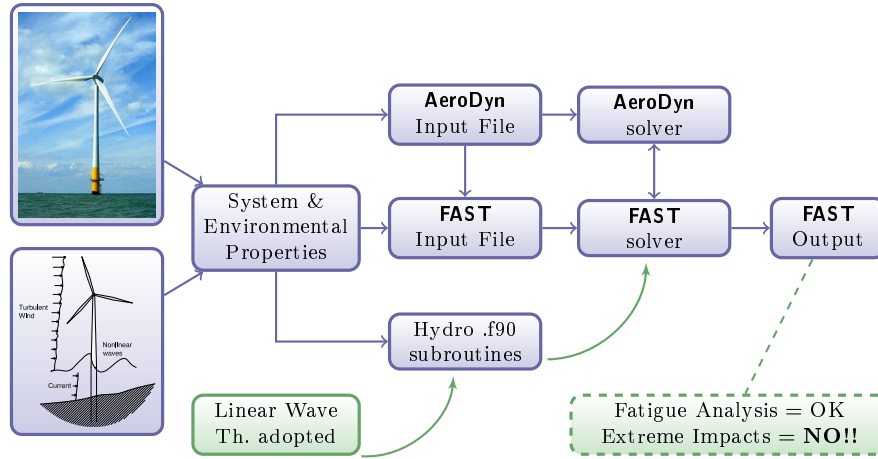 AeroDyn
Input File
AeroDyn
solver
System &
Environmental
Properties
FAST
Input File
FAST
solver
FAST
Output
Turbulent
Wind
Nonlinear
waves
Current
Hydro .f90
subroutines
Linear Wave
Th. adopted
Fatigue Analysis = OK
Extreme Impacts = NO!!